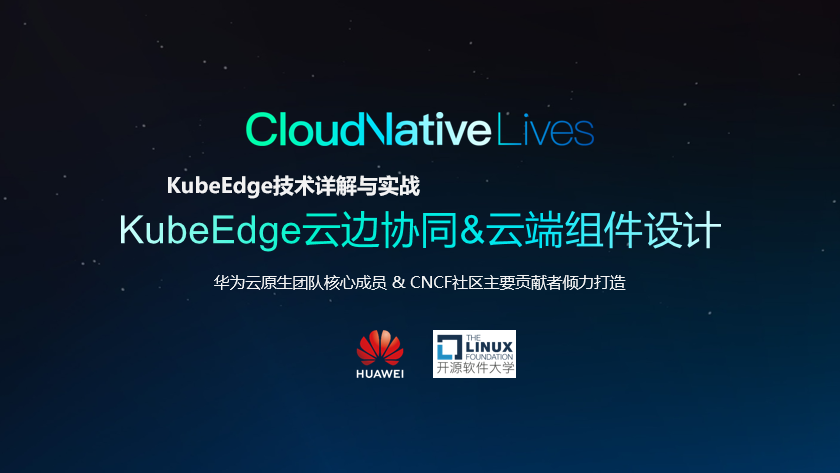 CloudNative Lives
KubeEdge技术详解与实战
KubeEdge云边协同&云端组件设计
华为云原生团队核心成员 & CNCF社区主要贡献者倾力打造
HUAWEI
THE
LINUX
FOUNDATION
开源软件大学